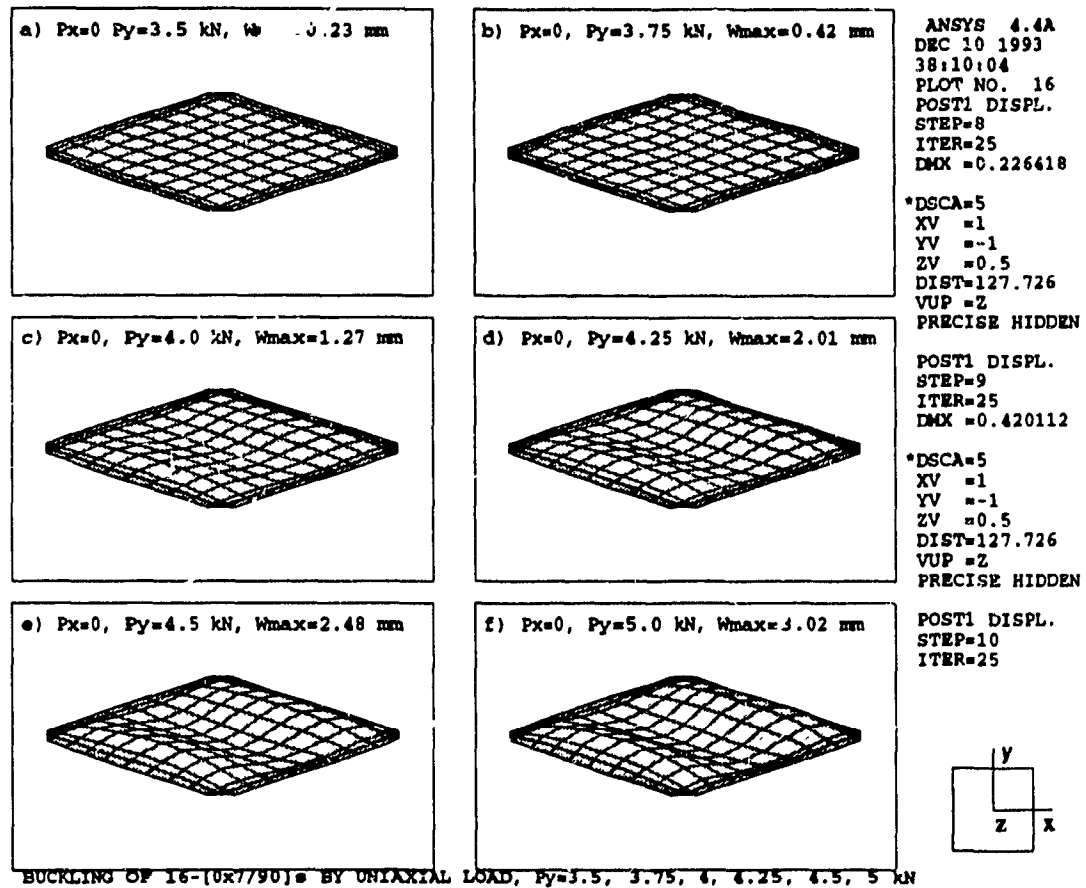 a) Px=0 Py=3.5 kN, .23 mm
b) Px=0, Py=3.75 kN, Wmax=0.42 mm
c) Px=0, Py=4.0 kN, Wmax=1.27 mm
d) Px=0, Py=4.25 kN, Wmax=2.01 mm
e) Px=0, Py=4.5 kN, Wmax=2.48 mm
f) Px=0, Py=5.0 kN, Wmax=3.02 mm
ANSYS 4.4A
DEC 10 1993
38:10:04
PLOT NO. 16
POST1 DISPL.
STEP=8
ITER=25
DMX =0.226418
*DSCA=5
XV =1
YV =-1
ZV =0.5
DIST=127.726
VUP =Z
PRECISE HIDDEN
POST1 DISPL.
STEP=9
ITER=25
DMX =0.420112
*DSCA=5
XV =1
YV =-1
ZV =0.5
DIST=127.726
VUP =Z
PRECISE HIDDEN
POST1 DISPL.
STEP=10
ITER=25
y
Z X
BUCKLING OF 16-[0x7/90]s BY UNIAXIAL LOAD, Py=3.5, 3.75, 4, 4.25, 4.5, 5 kN